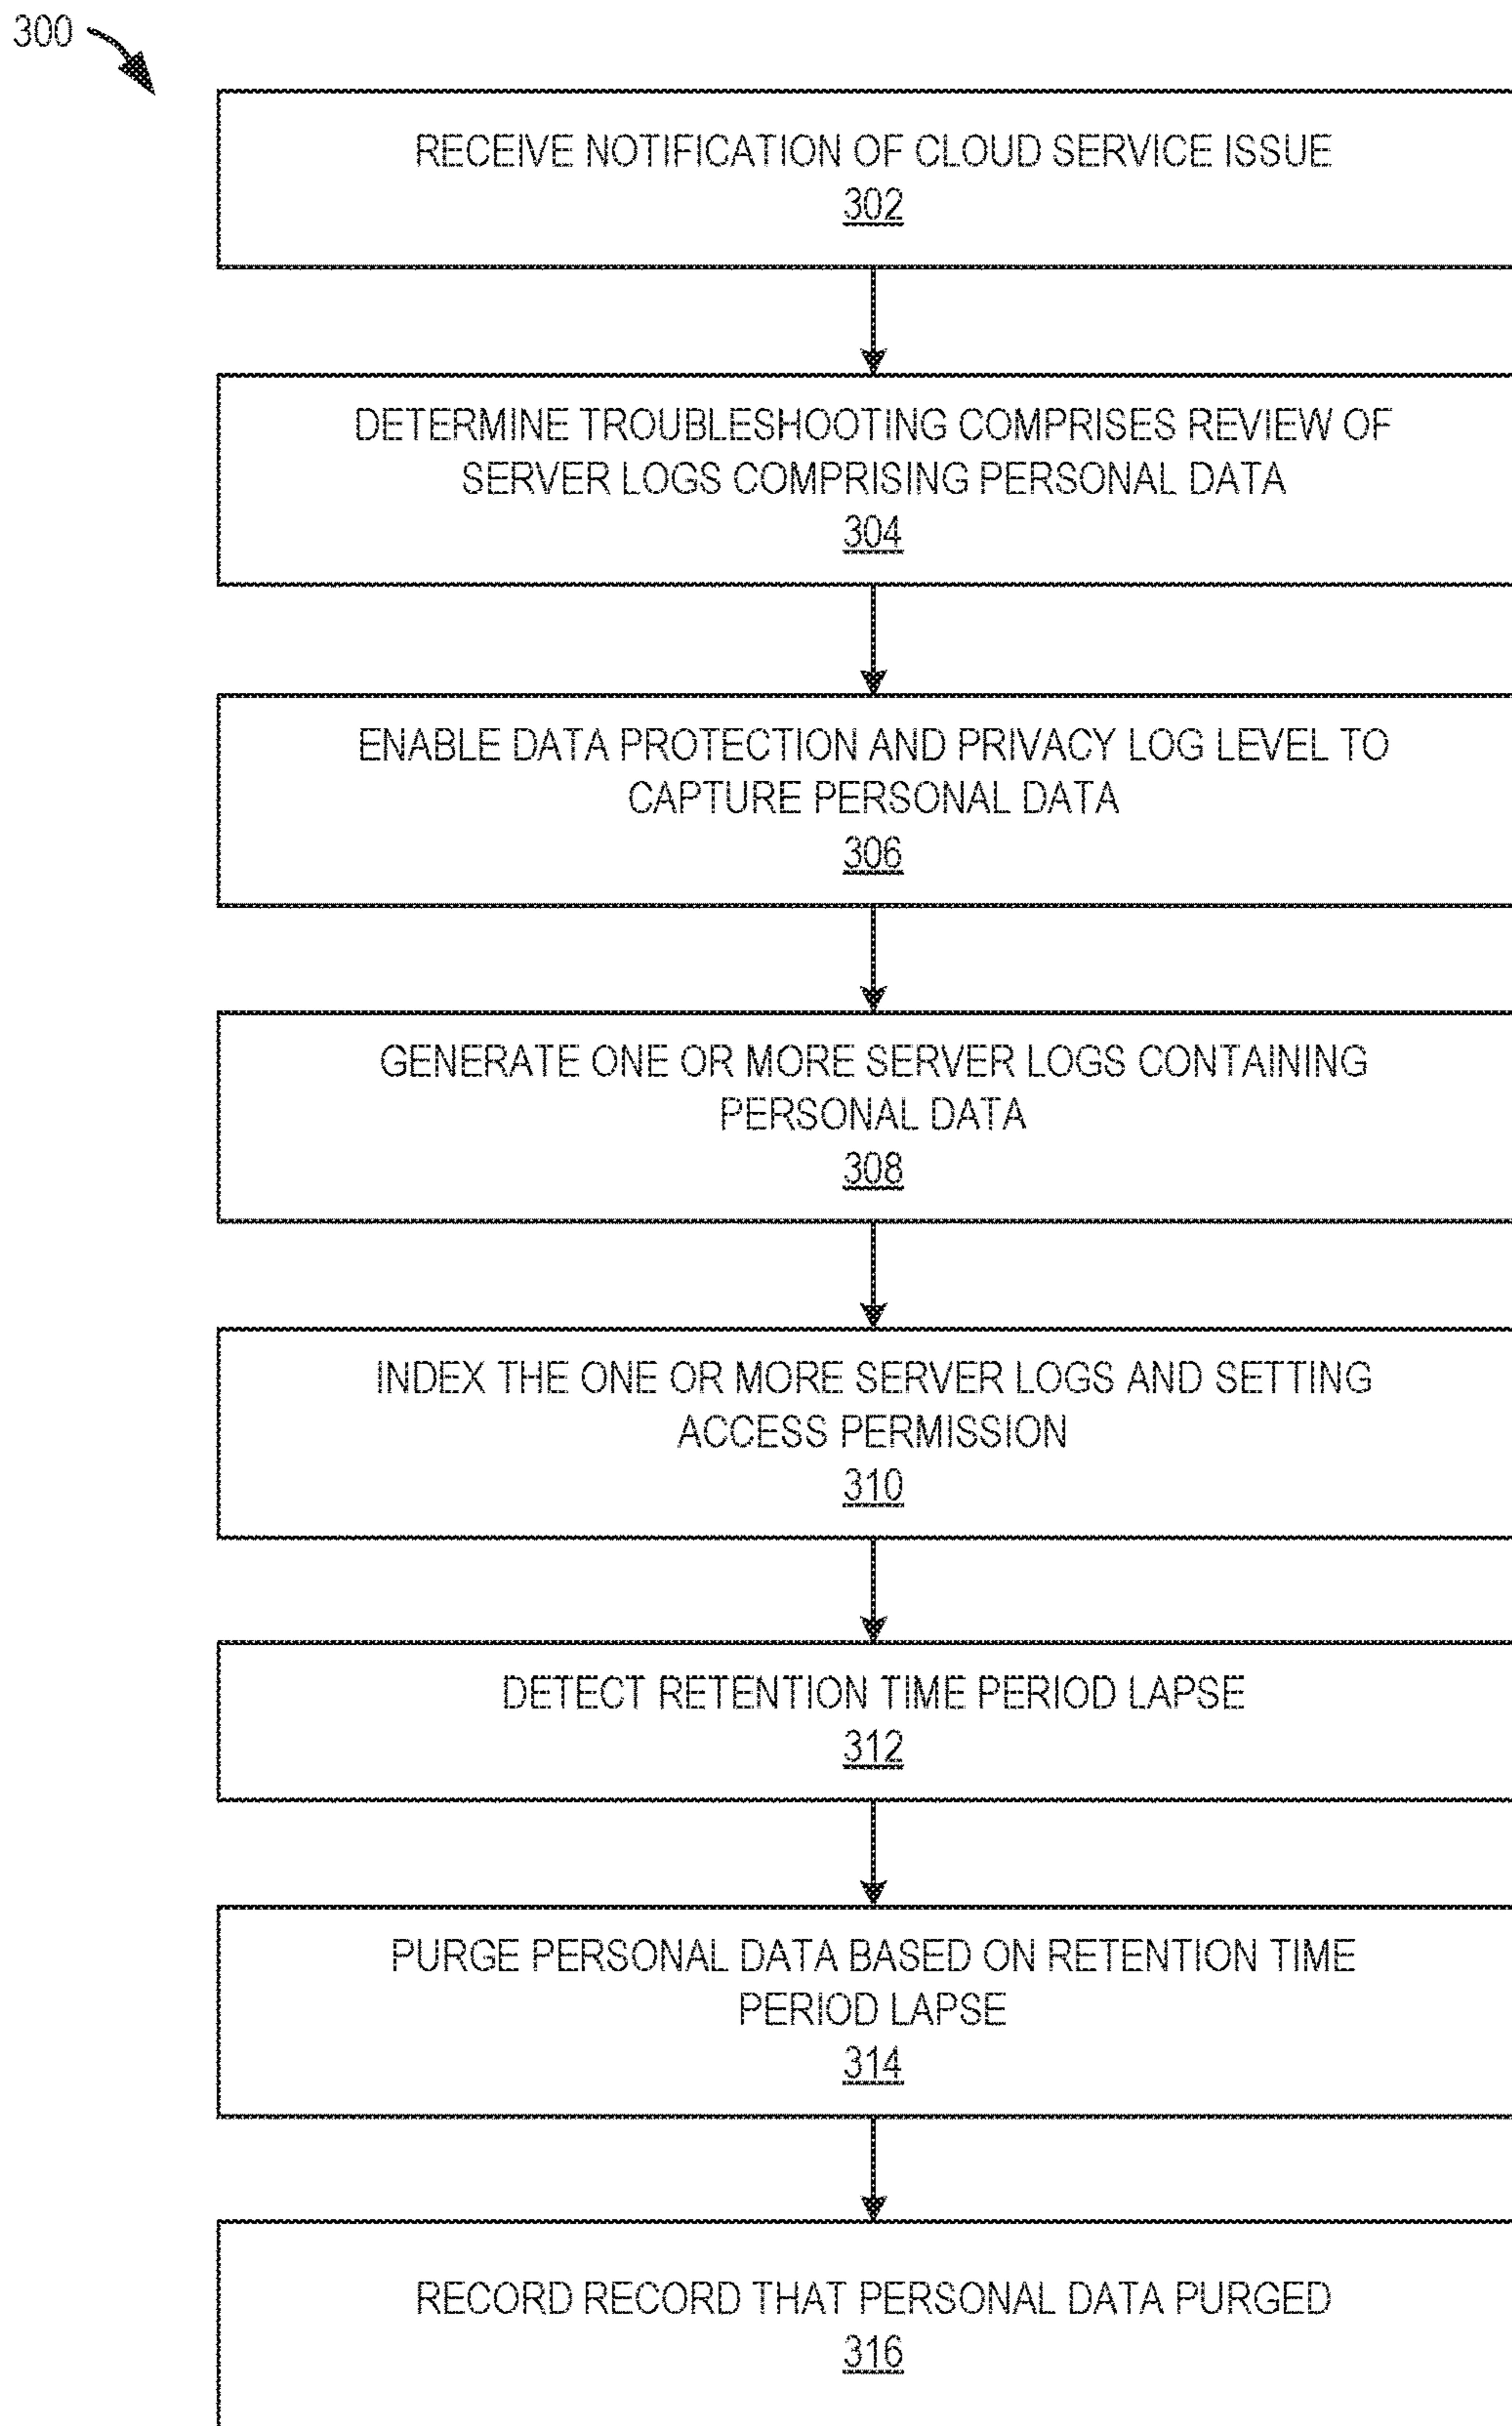 300
RECEIVE NOTIFICATION OF CLOUD SERVICE ISSUE
302
DETERMINE TROUBLESHOOTING COMPRISES REVIEW OF
SERVER LOGS COMPRISING PERSONAL DATA
304
ENABLE DATA PROTECTION AND PRIVACY LOG LEVEL TO
CAPTURE PERSONAL DATA
306
GENERATE ONE OR MORE SERVER LOGS CONTAINING
PERSONAL DATA
308
INDEX THE ONE OR MORE SERVER LOGS AND SETTING
ACCESS PERMISSION
310
DETECT RETENTION TIME PERIOD LAPSE
312
PURGE PERSONAL DATA BASED ON RETENTION TIME
PERIOD LAPSE
314
RECORD RECORD THAT PERSONAL DATA PURGED
316